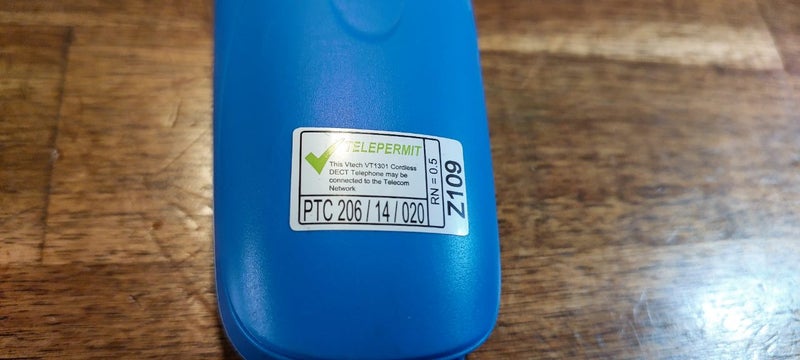 TELEPERMIT
This Vtech VT1301 Cordless
DECT Telephone may be
connected to the Telecom
Network
PTC 206 / 14 / 020
RN = 0.5
Z109